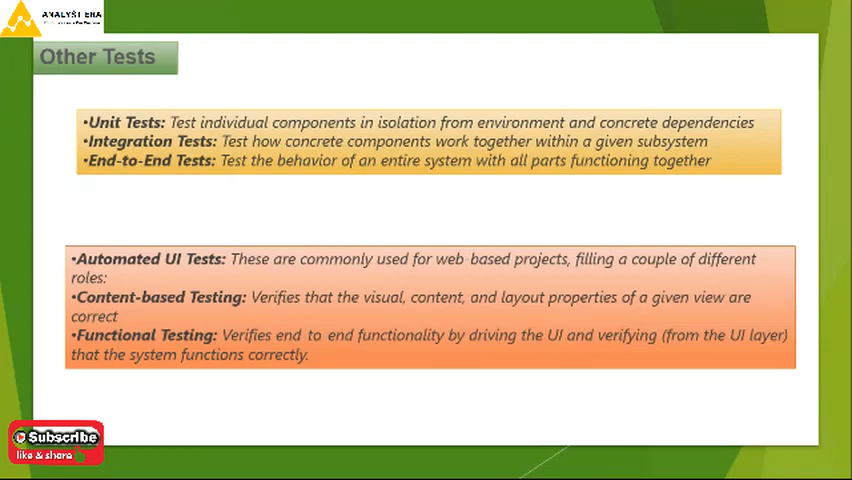 ANALYST ERA
Other Tests
•Unit Tests: Test individual components in isolation from environment and concrete dependencies
•Integration Tests: Test how concrete components work together within a given subsystem
•End-to-End Tests: Test the behavior of an entire system with all parts functioning together
•Automated UI Tests: These are commonly used for web-based projects, filling a couple of different
roles:
•Content-based Testing: Verifies that the visual, content, and layout properties of a given view are
correct
•Functional Testing: Verifies end to end functionality by driving the UI and verifying (from the UI layer)
that the system functions correctly.
Subscribe
like & share